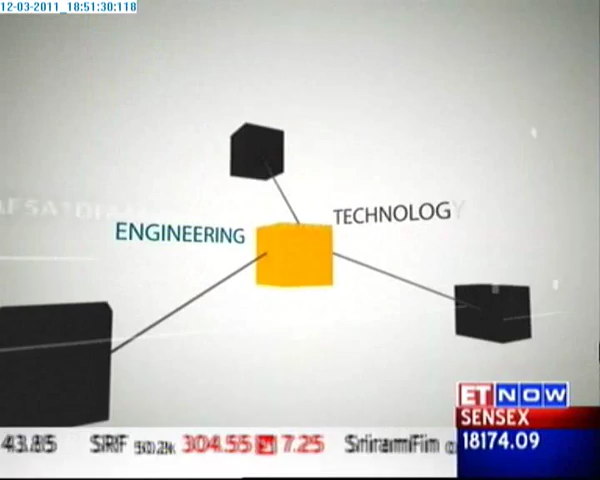 12-03-2011_18:51:30:118
ENGINEERING
TECHNOLOGY
ET NOW
SENSEX
18174.09
43.85 SRF 304.55 7.25